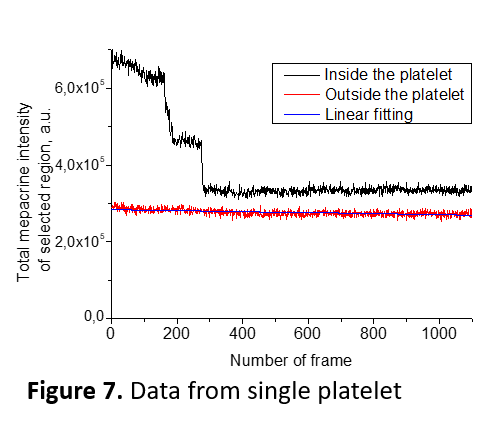 Total mepacrine intensity
of selected region, a.u.
6,0x10⁵
4,0x10⁵
2,0x10⁵
0,0
Inside the platelet
Outside the platelet
Linear fitting
0 200 400 600 800 1000
Number of frame
Figure 7. Data from single platelet